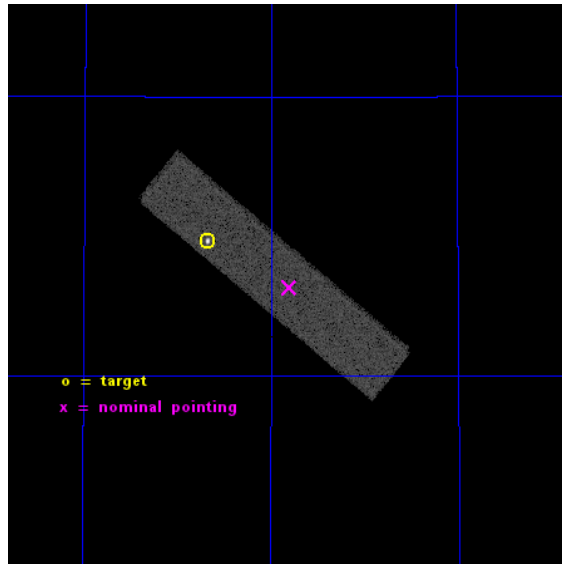 o = target
x = nominal pointing